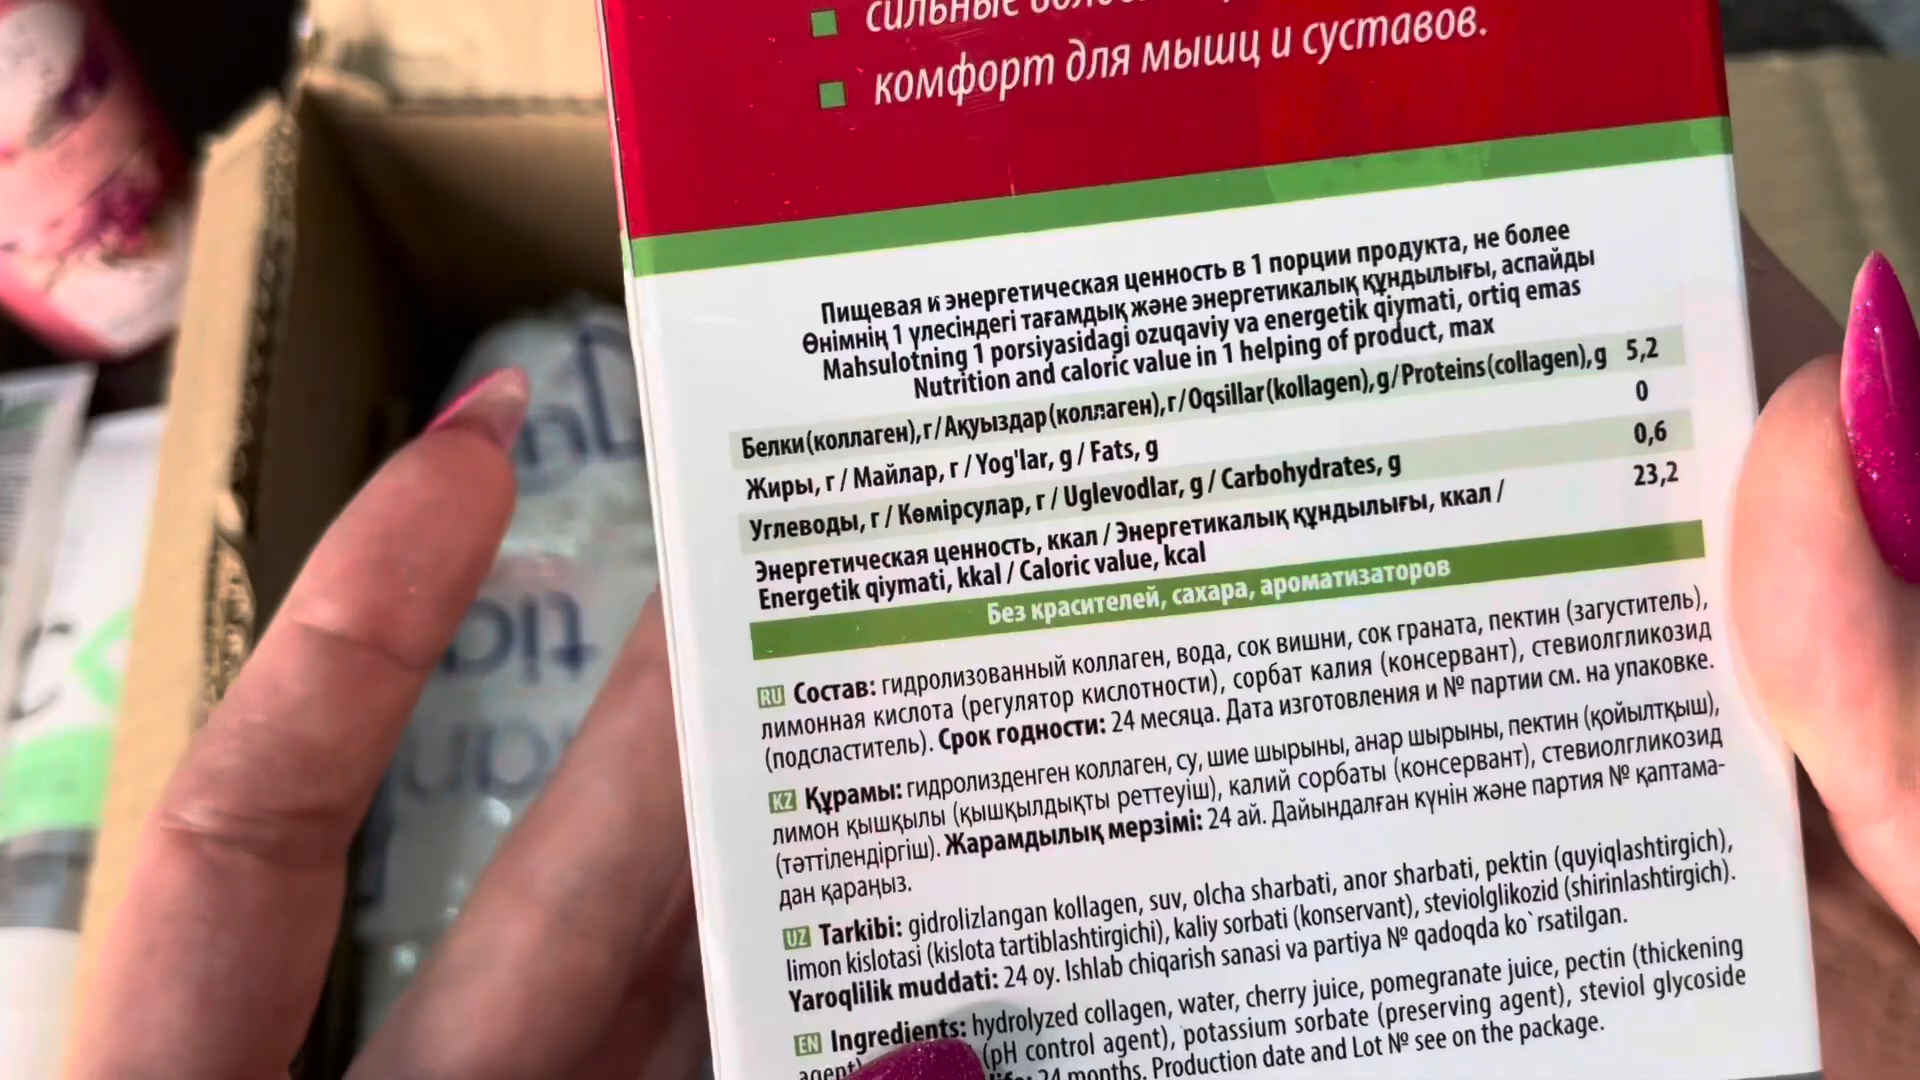 сильные
комфорт для мышц и суставов.
Пищевая и энергетическая ценность в 1 порции продукта, не более
Өнімнің 1 үлесіндегі тағамдық және энергетикалық құндылығы, аспайды
Mahsulotning 1 porsiyasidagi ozuqaviy va energetik qiymati, ortiq emas
Nutrition and caloric value in 1 helping of product, max
Белки (коллаген), г / Ақуыздар (коллаген), г / Oqsillar (kollagen), g / Proteins (collagen), g 5,2
Жиры, г / Майлар, г / Yog'lar, g / Fats, g 0
Углеводы, г / Көмірсулар, г / Uglevodlar, g / Carbohydrates, g 0,6
Энергетическая ценность, ккал / Энергетикалық құндылығы, ккал / 23,2
Energetik qiymati, kkal / Caloric value, kcal
Без красителей, сахара, ароматизаторов
RU Состав: гидролизованный коллаген, вода, сок вишни, сок граната, пектин (загуститель),
лимонная кислота (регулятор кислотности), сорбат калия (консервант), стевиолгликозид
(подсластитель). Срок годности: 24 месяца. Дата изготовления и № партии см. на упаковке.
KZ Құрамы: гидролизденген коллаген, су, шие шырыны, анар шырыны, пектин (қойылтқыш),
лимон қышқылы (қышқылдықты реттеуіш), калий сорбаты (консервант), стевиолгликозид
(тәттілендіргіш). Жарамдылық мерзімі: 24 ай. Дайындалған күнін және партия № қаптама-
дан қараңыз.
UZ Tarkibi: gidrolizlangan kollagen, suv, olcha sharbati, anor sharbati, pektin (quyiqlashtirgich),
limon kislotasi (kislota tartiblashtirgichi), kaliy sorbati (konservant), steviolglikozid (shirinlashtirgich).
Yaroqlilik muddati: 24 oy. Ishlab chiqarish sanasi va partiya № qadoqda ko`rsatilgan.
EN Ingredients: hydrolyzed collagen, water, cherry juice, pomegranate juice, pectin (thickening
agent) (pH control agent), potassium sorbate (preserving agent), steviol glycoside
24 months. Production date and Lot № see on the package.